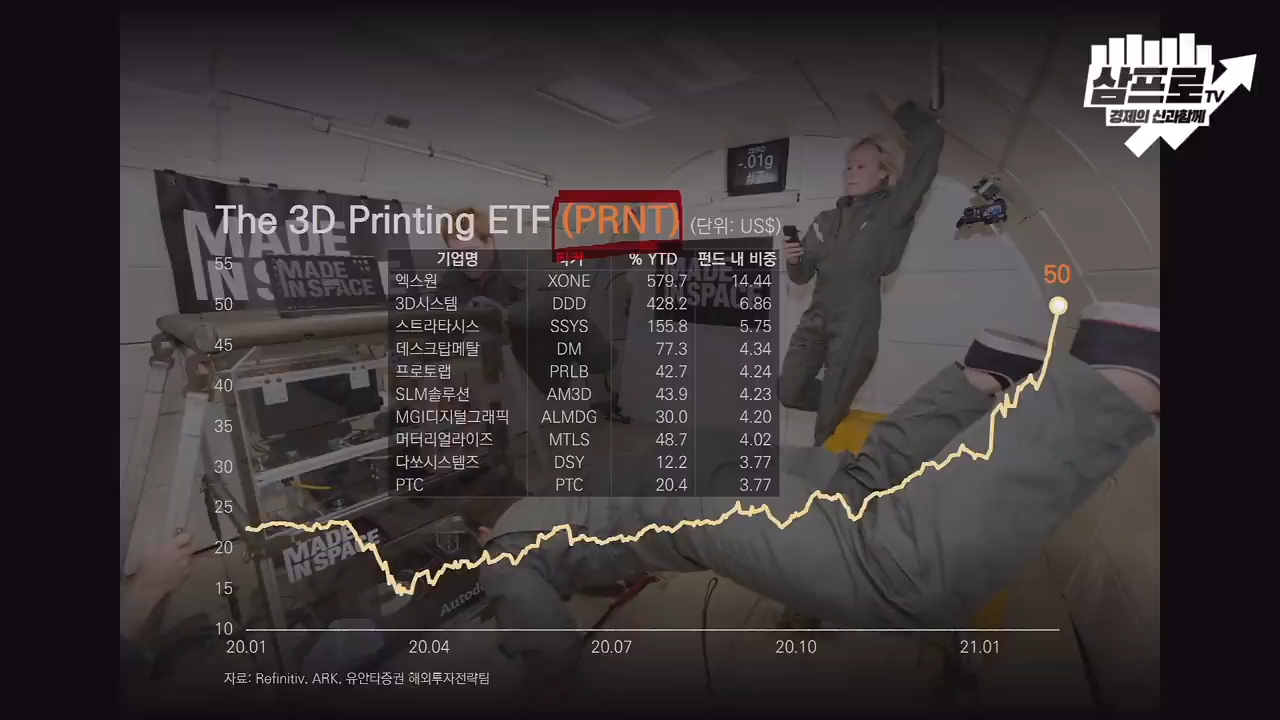 삼프로TV
경제의 신과함께
ZERO
-.01g
#7
The 3D Printing ETF (PRNT) (단위: US$)
MADE
IN S
MADE
IN SPACE
SPACE
기업명 티커 % YTD 펀드 내 비중
엑스원 XONE 579.7 14.44
3D시스템 DDD 428.2 6.86
스트라타시스 SSYS 155.8 5.75
데스크탑메탈 DM 77.3 4.34
프로토랩 PRLB 42.7 4.24
SLM솔루션 AM3D 43.9 4.23
MGI디지털그래픽 ALMDG 30.0 4.20
머터리얼라이즈 MTLS 48.7 4.02
다쏘시스템즈 DSY 12.2 3.77
PTC PTC 20.4 3.77
50
55
50
45
40
35
30
25
20
15
10
MADE
IN SPACE
Autodes
20.01 20.04 20.07 20.10 21.01
자료: Refinitiv, ARK, 유안타증권 해외투자전략팀